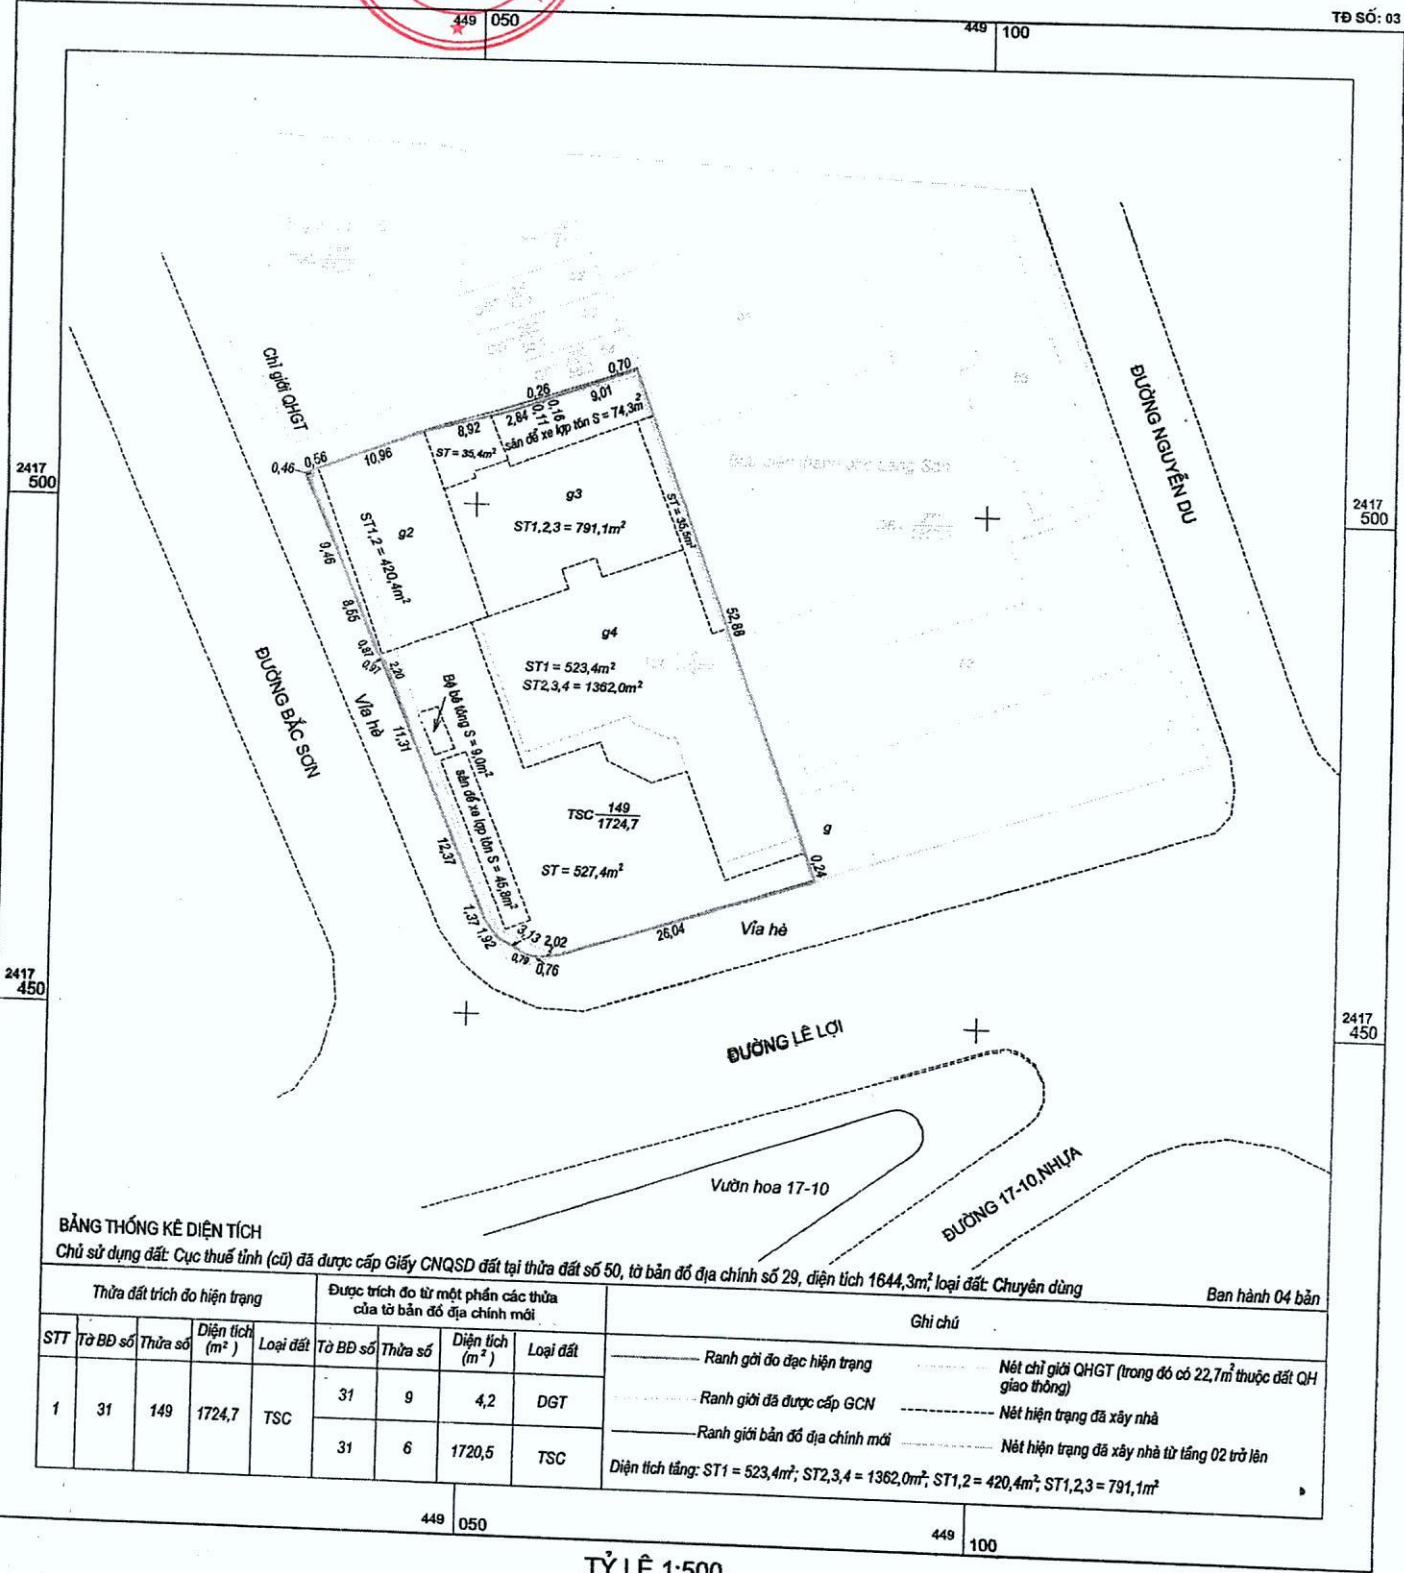 TĐ SỐ: 03
449 050
449 100
Chỉ giới QHGT
0,70
0,26
9,01
0,16
0,11
2,84
8,92
sân để xe lợp tôn S = 74,3m²
ST = 35,4m²
10,96
0,56
0,46
2417
500
2417
500
g3
ST1,2,3 = 791,1m²
ST = 35,5m²
g2
ST1,2 = 420,4m²
9,46
8,55
0,87
0,97
2,20
52,88
g4
ST1 = 523,4m²
ST2,3,4 = 1362,0m²
ĐƯỜNG NGUYỄN DU
ĐƯỜNG BẮC SƠN
Vỉa hè
Bệ bê tông S = 9,0m²
11,31
sân để xe lợp tôn S = 45,8m²
TSC 149
1724,7
g
ST = 527,4m²
0,24
12,37
1,37
1,92
3,13
2,02
0,79
0,76
26,04
Vỉa hè
2417
450
2417
450
ĐƯỜNG LÊ LỢI
Vườn hoa 17-10
ĐƯỜNG 17-10,NHỰA
BẢNG THỐNG KÊ DIỆN TÍCH
Chủ sử dụng đất: Cục thuế tỉnh (cũ) đã được cấp Giấy CNQSD đất tại thửa đất số 50, tờ bản đồ địa chính số 29, diện tích 1644,3m², loại đất: Chuyên dùng
Ban hành 04 bản
Thửa đất trích đo hiện trạng
Được trích đo từ một phần các thửa
của tờ bản đồ địa chính mới
Ghi chú
STT Tờ BĐ số Thửa số Diện tích (m²) Loại đất Tờ BĐ số Thửa số Diện tích (m²) Loại đất
1 31 149 1724,7 TSC
31 9 4,2 DGT
31 6 1720,5 TSC
Ranh gới đo đạc hiện trạng
Nét chỉ giới QHGT (trong đó có 22,7m² thuộc đất QH
giao thông)
Ranh giới đã được cấp GCN
Nét hiện trạng đã xây nhà
Ranh giới bản đồ địa chính mới
Nét hiện trạng đã xây nhà từ tầng 02 trở lên
Diện tích tầng: ST1 = 523,4m²; ST2,3,4 = 1362,0m²; ST1,2 = 420,4m²; ST1,2,3 = 791,1m²
449 050
449 100
TỶ LỆ 1:500